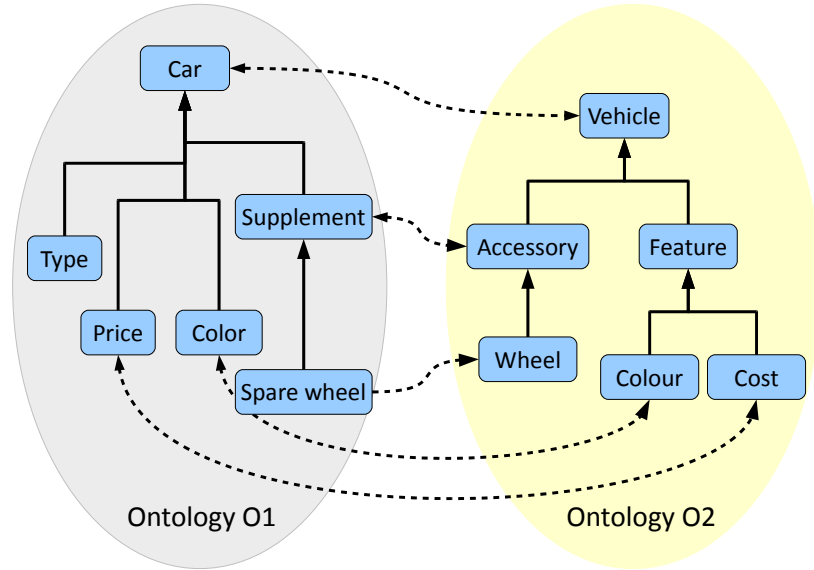 Car
Vehicle
Supplement
Accessory
Feature
Type
Price
Color
Wheel
Spare wheel
Colour
Cost
Ontology O1
Ontology O2